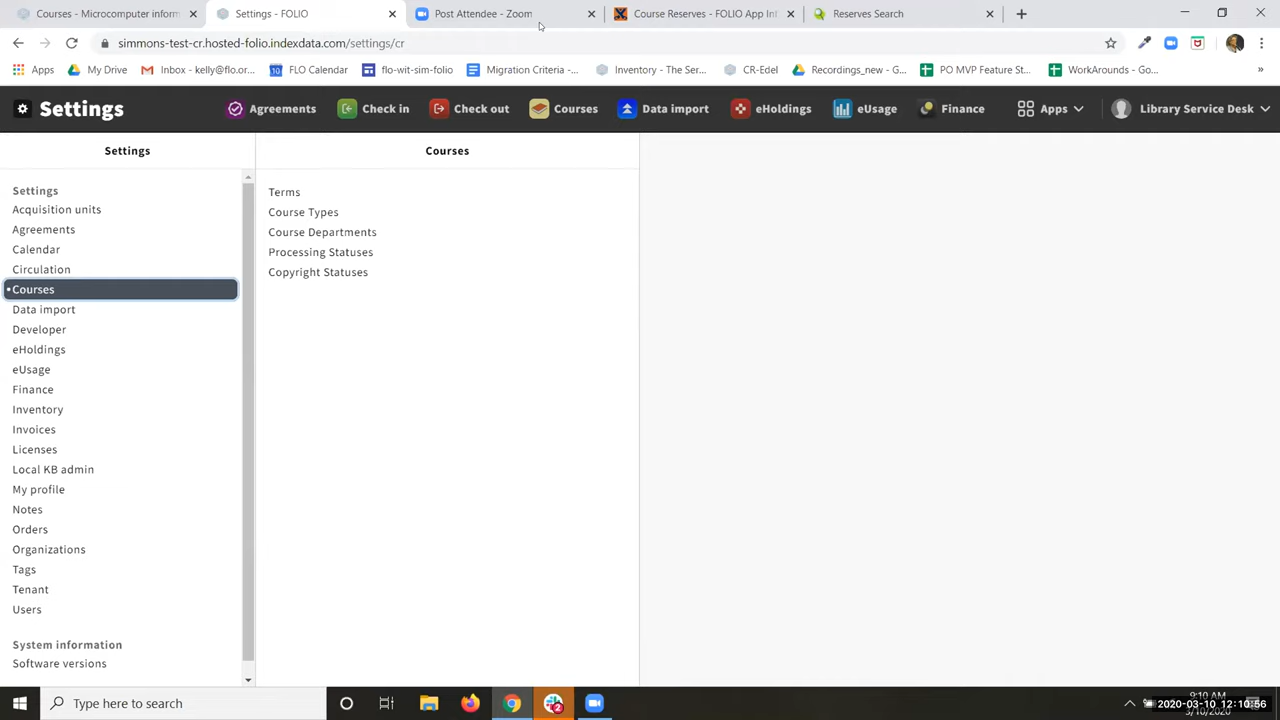 Courses - Microcomputer inform
Settings - FOLIO
Post Attendee - Zoom
Course Reserves - FOLIO App Int
Reserves Search
simmons-test-cr.hosted-folio.indexdata.com/settings/cr
Apps
My Drive
Inbox - kelly@flo.or...
FLO Calendar
flo-wit-sim-folio
Migration Criteria -...
Inventory - The Ser...
CR-Edel
Recordings_new - G...
PO MVP Feature St...
WorkArounds - Go...
Settings
Agreements
Check in
Check out
Courses
Data import
eHoldings
eUsage
Finance
Apps
Library Service Desk
Settings
Settings
Acquisition units
Agreements
Calendar
Circulation
Courses
Data import
Developer
eHoldings
eUsage
Finance
Inventory
Invoices
Licenses
Local KB admin
My profile
Notes
Orders
Organizations
Tags
Tenant
Users
System information
Software versions
Courses
Terms
Course Types
Course Departments
Processing Statuses
Copyright Statuses
Type here to search
9:10 AM
2020-03-10 12:10:56